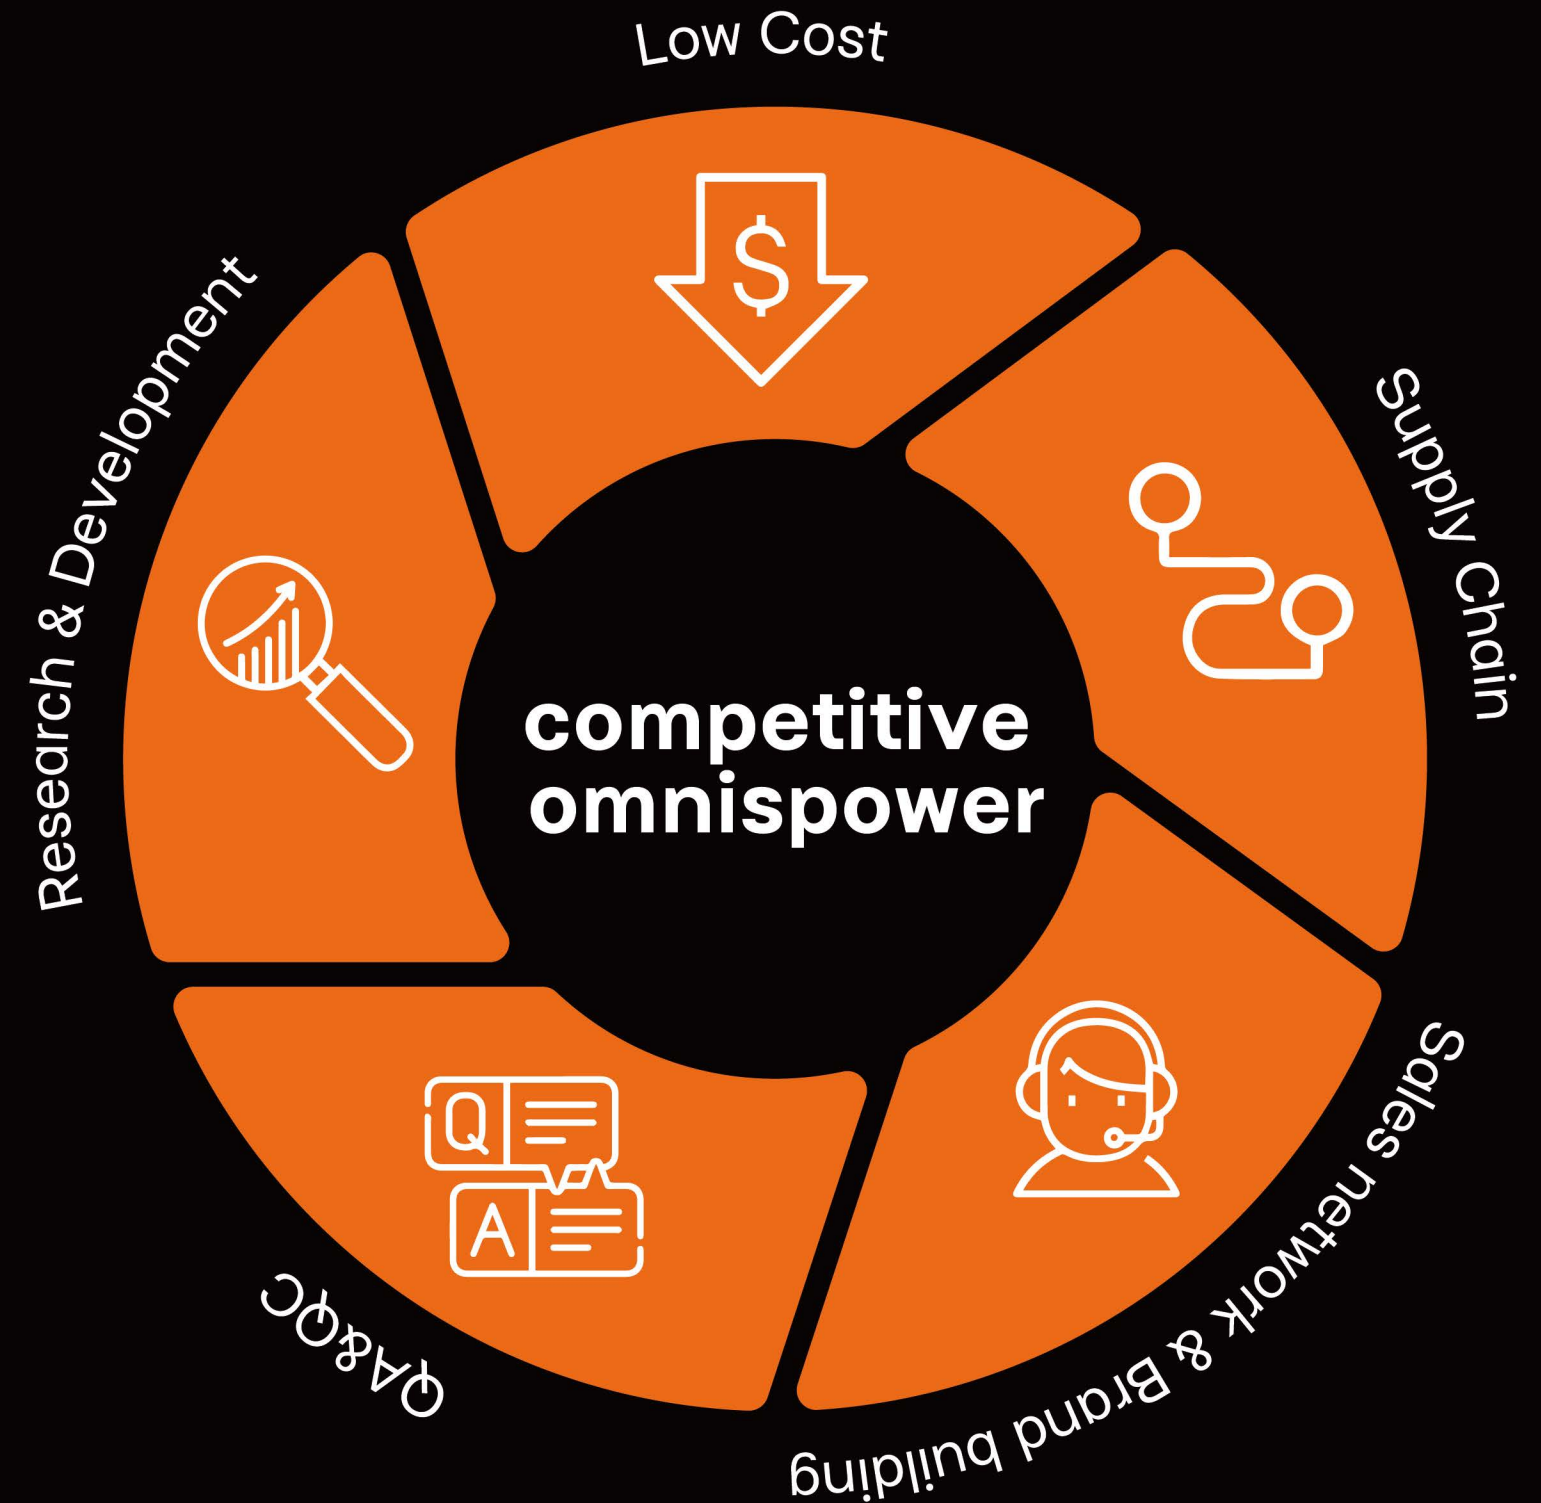 Low Cost
$
Supply Chain
Research & Development
competitive
omnispower
Sales network & Brand building
Q
A
QA&QC